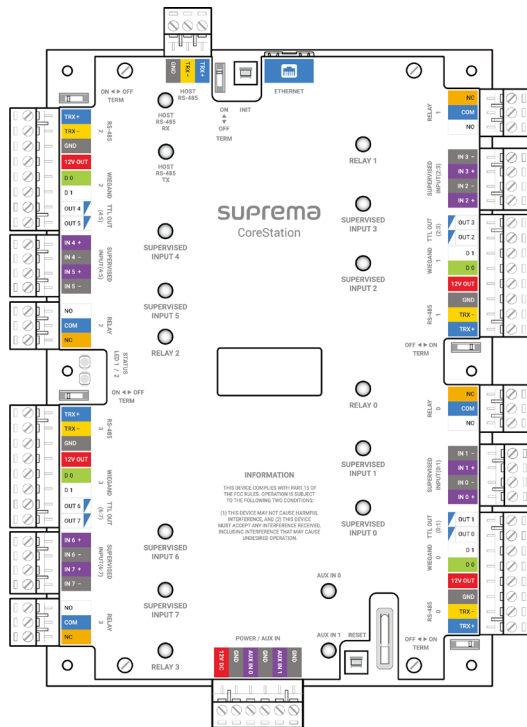 GND
TRX -
TRX +
HOST
RS-485
ON
OFF
TERM
INIT
ETHERNET
HOST
RS-485
RX
HOST
RS-485
TX
ON ◄► OFF
TERM
TRX +
TRX -
GND
12V OUT
D 0
D 1
OUT 4
OUT 5
RS-485
2
WIEGAND
2
TTL OUT
(4:5)
IN 4 +
IN 4 -
IN 5 +
IN 5 -
SUPERVISED
INPUT(4:5)
NO
COM
NC
RELAY
2
STATUS
LED 1 / 2
ON ◄► OFF
TERM
TRX +
TRX -
GND
12V OUT
D 0
D 1
OUT 6
OUT 7
RS-485
3
WIEGAND
3
TTL OUT
(6:7)
IN 6 +
IN 6 -
IN 7 +
IN 7 -
SUPERVISED
INPUT(6:7)
NO
COM
NC
RELAY
3
suprema
CoreStation
SUPERVISED
INPUT 4
SUPERVISED
INPUT 5
RELAY 2
RELAY 1
SUPERVISED
INPUT 3
SUPERVISED
INPUT 2
RELAY 0
SUPERVISED
INPUT 1
SUPERVISED
INPUT 0
INFORMATION
THIS DEVICE COMPLIES WITH PART 15 OF
THE FCC RULES. OPERATION IS SUBJECT
TO THE FOLLOWING TWO CONDITIONS:
(1) THIS DEVICE MAY NOT CAUSE HARMFUL
INTERFERENCE, AND (2) THIS DEVICE
MUST ACCEPT ANY INTERFERENCE RECEIVED,
INCLUDING INTERFERENCE THAT MAY CAUSE
UNDESIRED OPERATION.
SUPERVISED
INPUT 6
SUPERVISED
INPUT 7
RELAY 3
AUX IN 0
AUX IN 1
RESET
POWER / AUX IN
12V DC
GND
AUX IN 0
GND
AUX IN 1
GND
NC
COM
NO
RELAY
1
IN 3 -
IN 3 +
IN 2 -
IN 2 +
SUPERVISED
INPUT(2:3)
OUT 3
OUT 2
D 1
D 0
12V OUT
GND
TRX -
TRX +
TTL OUT
(2:3)
WIEGAND
1
RS-485
1
OFF ◄► ON
TERM
NC
COM
NO
RELAY
0
IN 1 -
IN 1 +
IN 0 -
IN 0 +
SUPERVISED
INPUT(0:1)
OUT 1
OUT 0
D 1
D 0
12V OUT
GND
TRX -
TRX +
TTL OUT
(0:1)
WIEGAND
0
RS-485
0
OFF ◄► ON
TERM